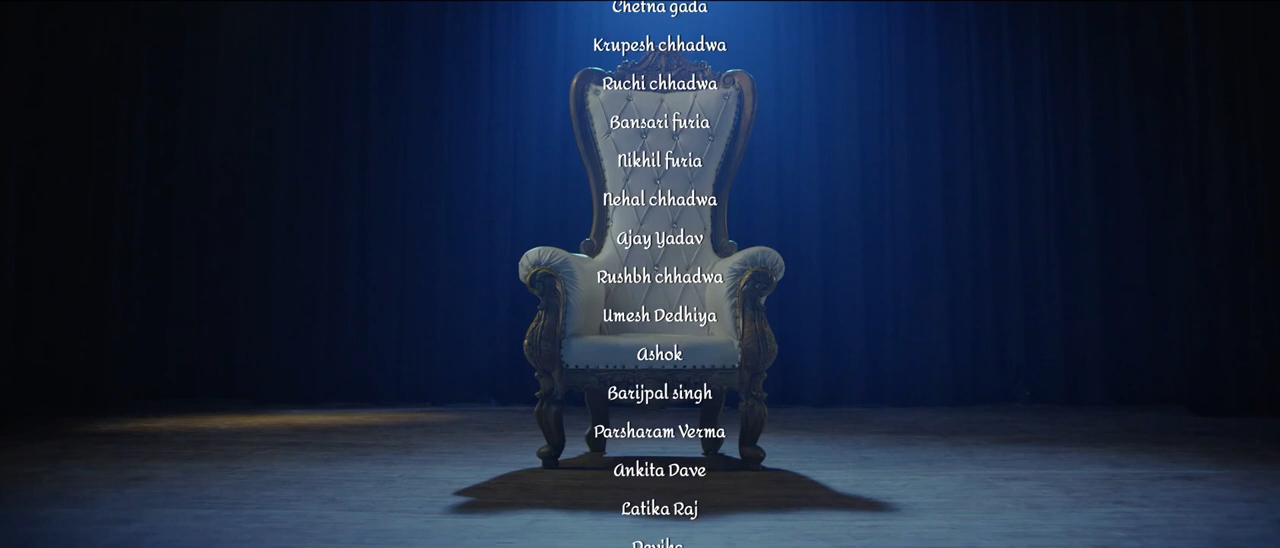 Chetna gada
Krupesh chhadwa
Ruchi chhadwa
Bansari furia
Nikhil furia
Nehal chhadwa
Ajay Yadav
Rushbh chhadwa
Umesh Dedhiya
Ashok
Barijpal singh
Parsharam Verma
Ankita Dave
Latika Raj